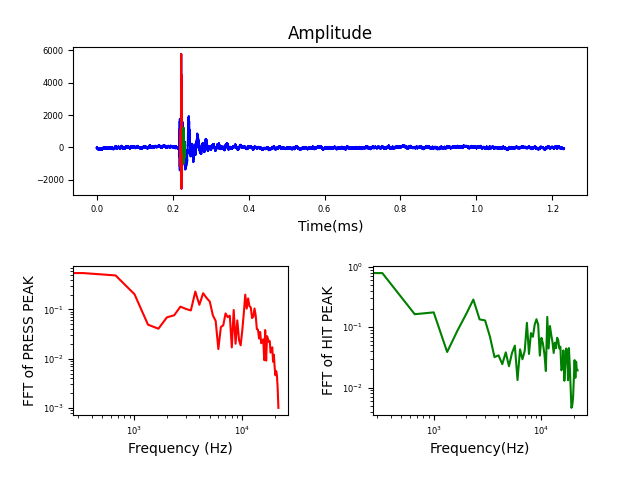 Amplitude
6000
4000
2000
0
−2000
0.0 0.2 0.4 0.6 0.8 1.0 1.2
Time(ms)
FFT of PRESS PEAK
10⁻¹
10⁻²
10⁻³
10³ 10⁴
Frequency (Hz)
FFT of HIT PEAK
10⁰
10⁻¹
10⁻²
10³ 10⁴
Frequency(Hz)